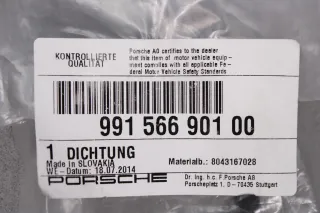 KONTROLLIERTE
QUALITÄT
Porsche AG certifies to the dealer
that this item of motor vehicle equip-
ment complies with all applicable Fe-
deral Motor Vehicle Safety Standards
991 566 901 00
1 DICHTUNG
Made in SLOVAKIA
WE - Datum: 18.07.2014
Materialb.: 8043167028
PORSCHE
Dr. Ing. h.c. F.Porsche AG
Porscheplatz 1, D - 70435 Stuttgart